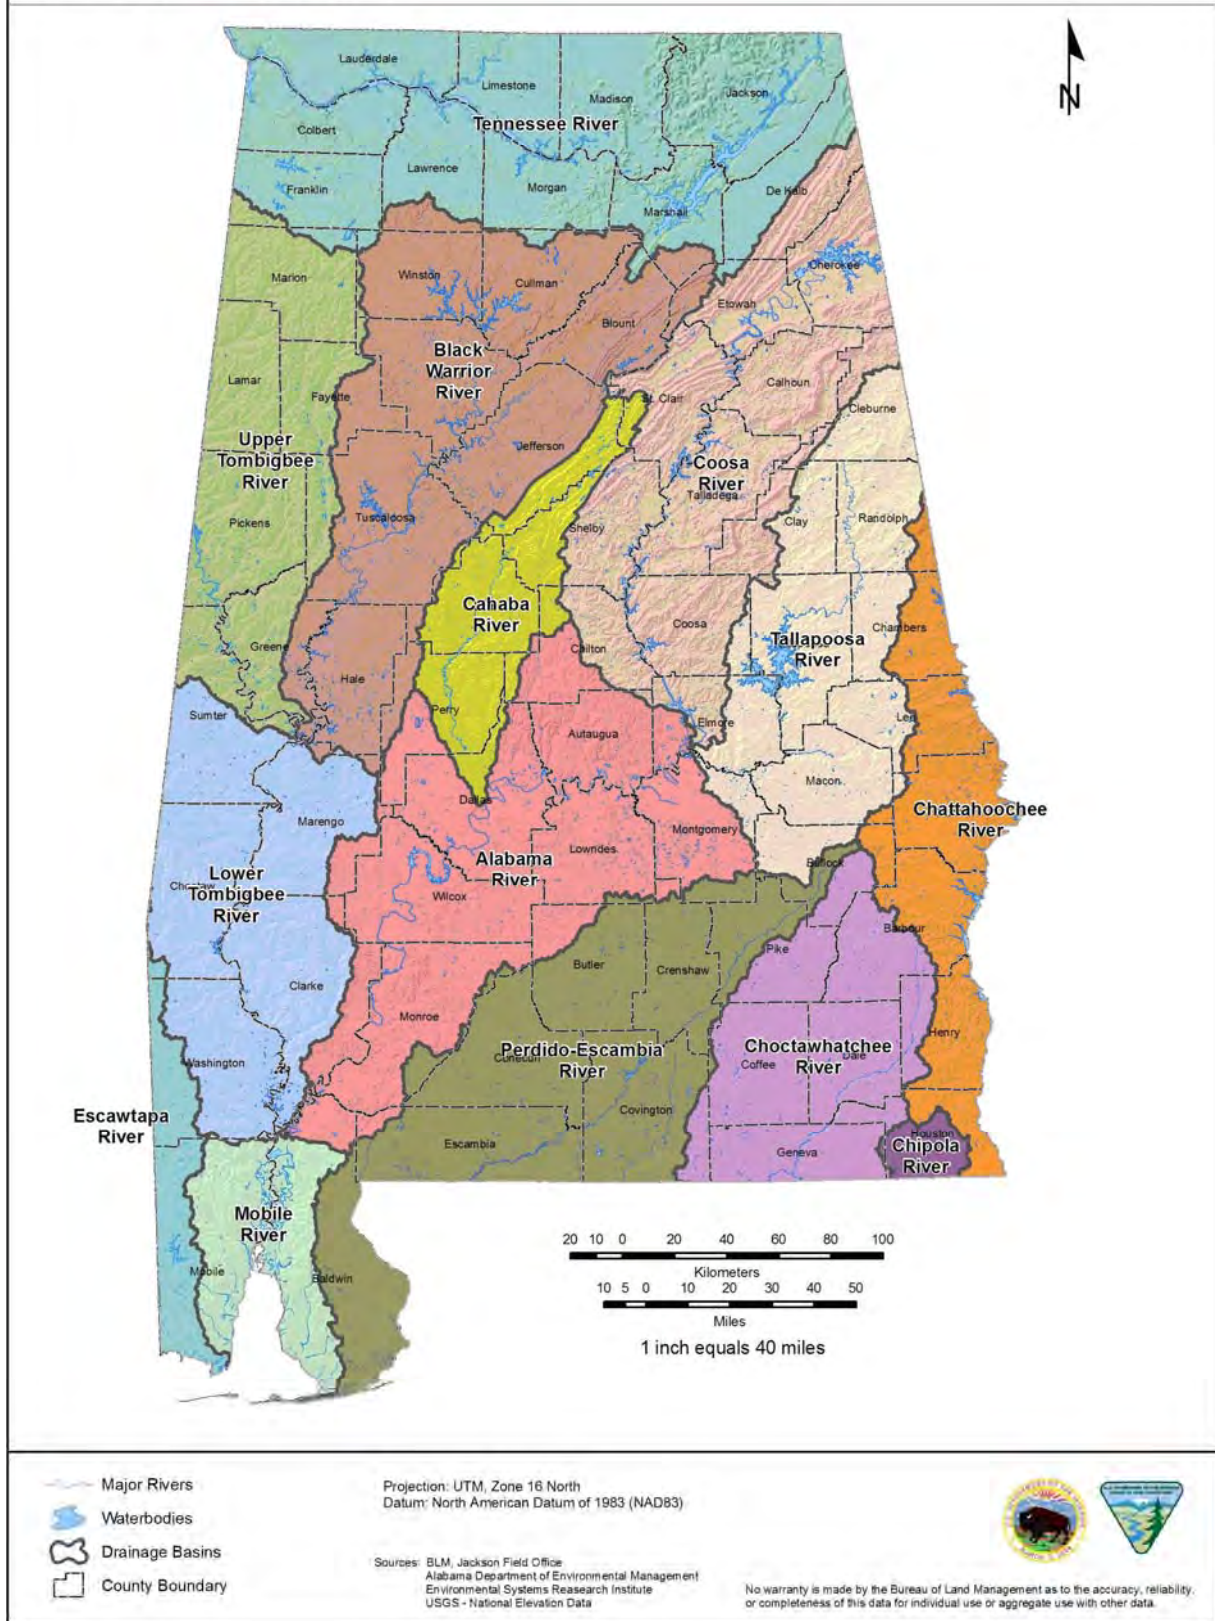 N
Lauderdale
Limestone
Madison
Jackson
Colbert
Tennessee River
Lawrence
Franklin
Morgan
De Kalb
Marshall
Marion
Winston
Cullman
Cherokee
Etowah
Blount
Black
Warrior
River
Lamar
Fayette
Calhoun
St. Clair
Cleburne
Upper
Tombigbee
River
Jefferson
Coosa
River
Talladega
Pickens
Tuscaloosa
Shelby
Clay
Randolph
Cahaba
River
Coosa
Chambers
Greene
Chilton
Tallapoosa
River
Hale
Sumter
Perry
Elmore
Lee
Autaugua
Macon
Dallas
Marengo
Montgomery
Chattahoochee
River
Lowndes
Alabama
River
Bullock
Choctaw
Lower
Tombigbee
River
Wilcox
Barbour
Pike
Butler
Crenshaw
Clarke
Monroe
Henry
Washington
Conecuh
Perdido-Escambia
River
Choctawhatchee
River
Coffee
Dale
Escawtapa
River
Covington
Escambia
Houston
Geneva
Chipola
River
Mobile
River
Mobile
Baldwin
20 10 0 20 40 60 80 100
Kilometers
10 5 0 10 20 30 40 50
Miles
1 inch equals 40 miles
Major Rivers
Waterbodies
Drainage Basins
County Boundary
Projection: UTM, Zone 16 North
Datum: North American Datum of 1983 (NAD83)
Sources: BLM, Jackson Field Office
Alabama Department of Environmental Management
Environmental Systems Reasearch Institute
USGS - National Elevation Data
No warranty is made by the Bureau of Land Management as to the accuracy, reliability,
or completeness of this data for individual use or aggregate use with other data.